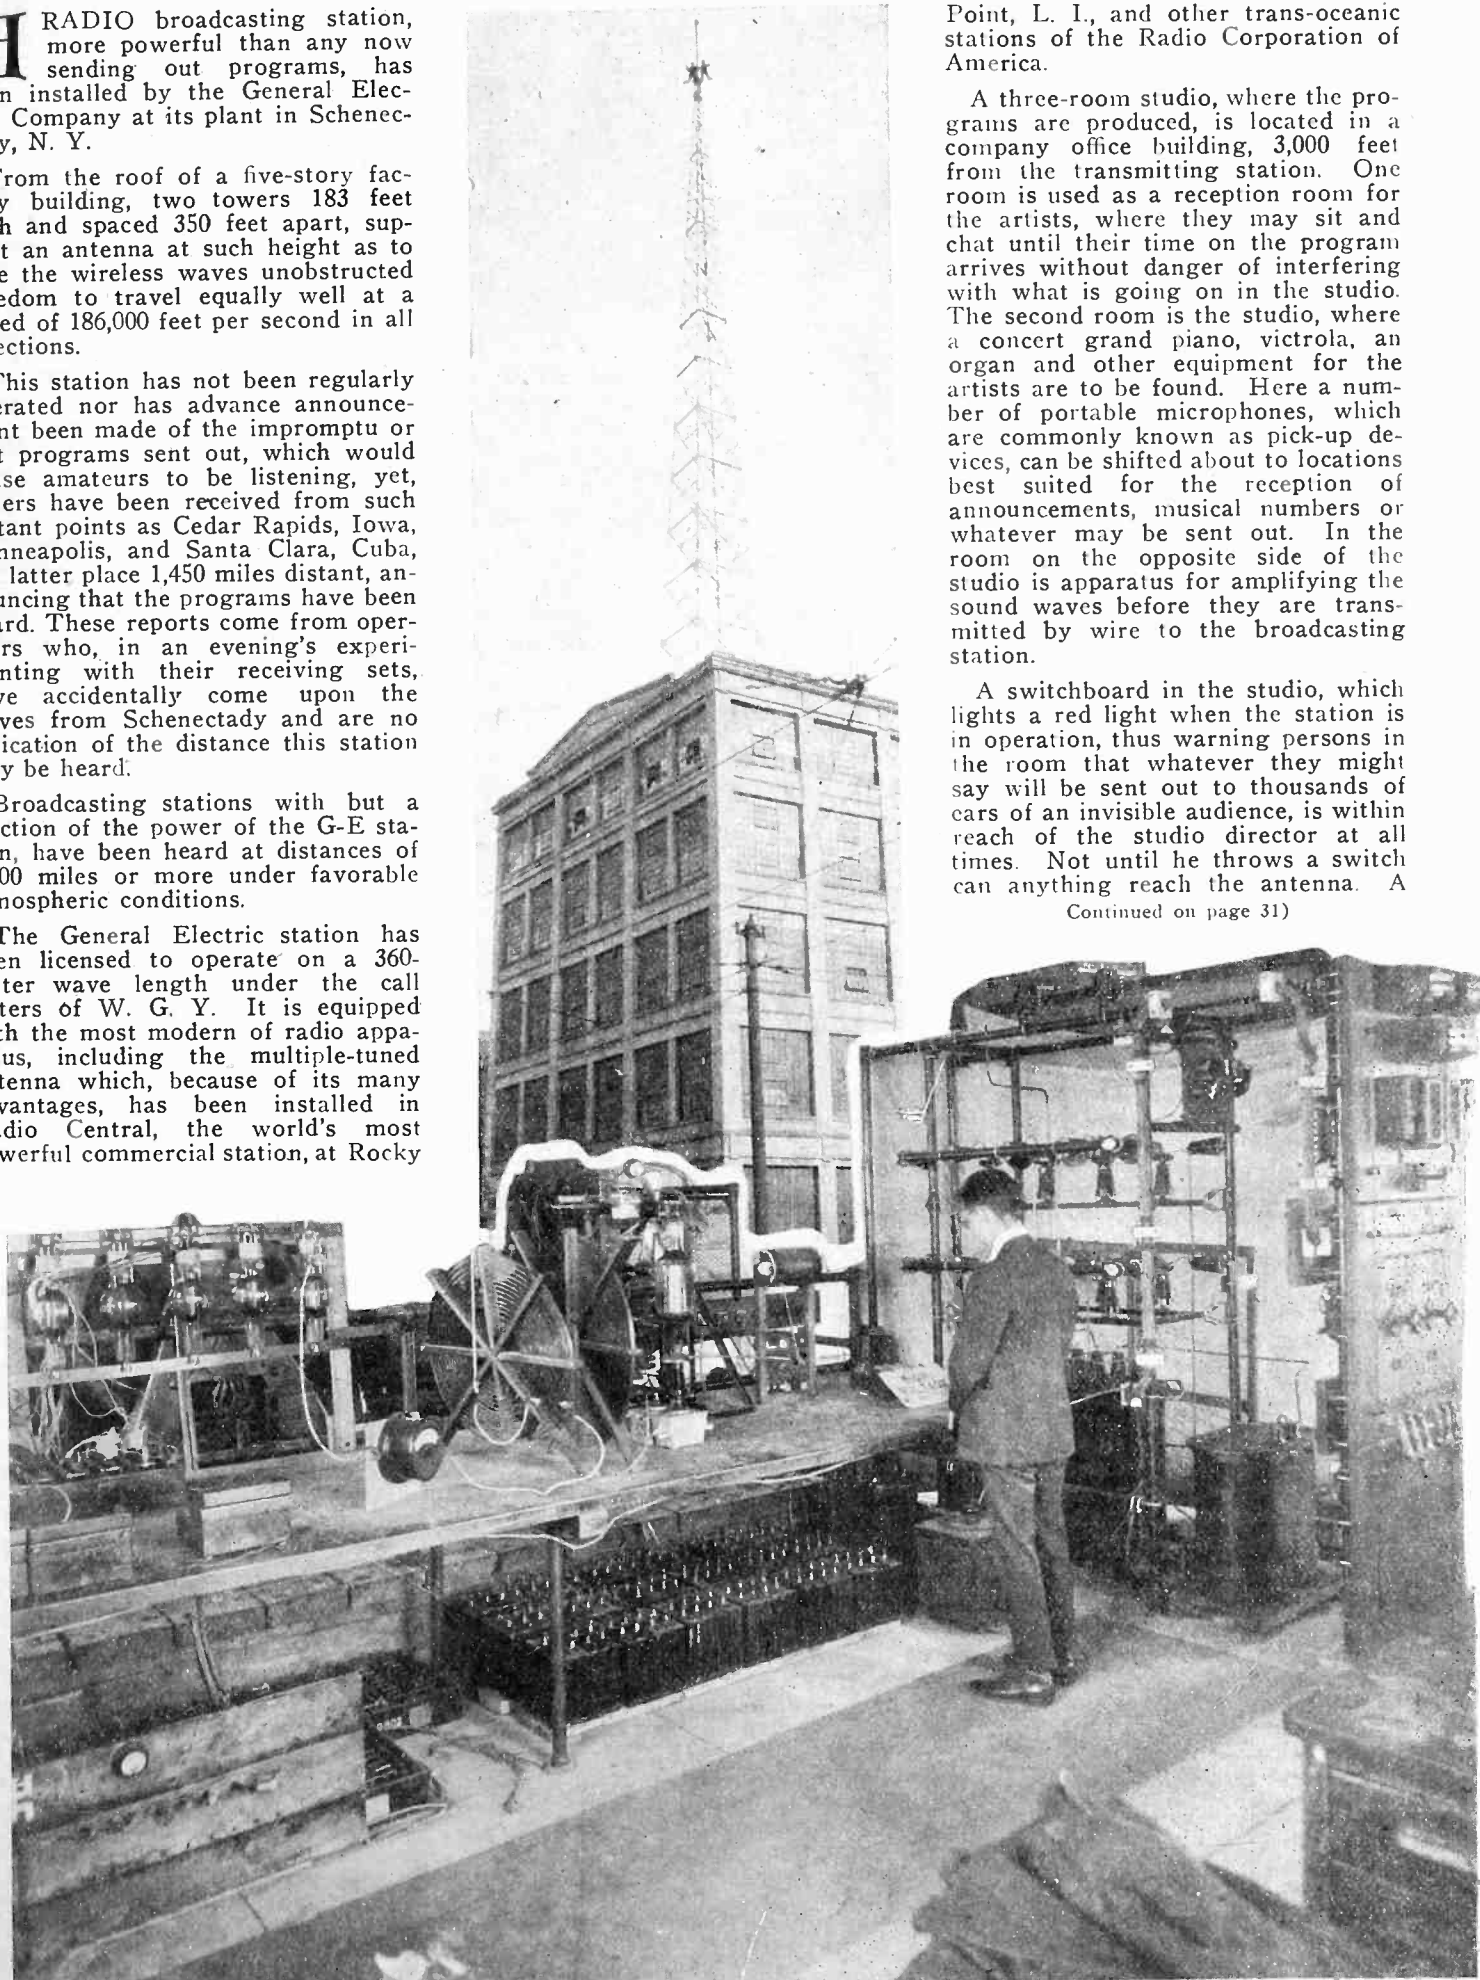 RADIO broadcasting station,
more powerful than any now
sending out programs, has
n installed by the General Elec-
Company at its plant in Schenec-
y, N. Y.
rom the roof of a five-story fac-
y building, two towers 183 feet
h and spaced 350 feet apart, sup-
t an antenna at such height as to
e the wireless waves unobstructed
edom to travel equally well at a
ed of 186,000 feet per second in all
ections.
This station has not been regularly
erated nor has advance announce-
nt been made of the impromptu or
t programs sent out, which would
se amateurs to be listening, yet,
ers have been received from such
tant points as Cedar Rapids, Iowa,
nneapolis, and Santa Clara, Cuba,
latter place 1,450 miles distant, an-
uncing that the programs have been
ard. These reports come from oper-
rs who, in an evening's experi-
nting with their receiving sets,
ve accidentally come upon the
ves from Schenectady and are no
ication of the distance this station
y be heard.
Broadcasting stations with but a
ction of the power of the G-E sta-
n, have been heard at distances of
00 miles or more under favorable
nospheric conditions.
The General Electric station has
en licensed to operate on a 360-
ter wave length under the call
ters of W. G. Y. It is equipped
th the most modern of radio appa-
us, including the multiple-tuned
tenna which, because of its many
vantages, has been installed in
dio Central, the world's most
werful commercial station, at Rocky
Point, L. I., and other trans-oceanic
stations of the Radio Corporation of
America.
A three-room studio, where the pro-
grams are produced, is located in a
company office building, 3,000 feet
from the transmitting station. One
room is used as a reception room for
the artists, where they may sit and
chat until their time on the program
arrives without danger of interfering
with what is going on in the studio.
The second room is the studio, where
a concert grand piano, victrola, an
organ and other equipment for the
artists are to be found. Here a num-
ber of portable microphones, which
are commonly known as pick-up de-
vices, can be shifted about to locations
best suited for the reception of
announcements, musical numbers or
whatever may be sent out. In the
room on the opposite side of the
studio is apparatus for amplifying the
sound waves before they are trans-
mitted by wire to the broadcasting
station.
A switchboard in the studio, which
lights a red light when the station is
in operation, thus warning persons in
the room that whatever they might
say will be sent out to thousands of
ears of an invisible audience, is within
reach of the studio director at all
times. Not until he throws a switch
can anything reach the antenna. A
Continued on page 31)